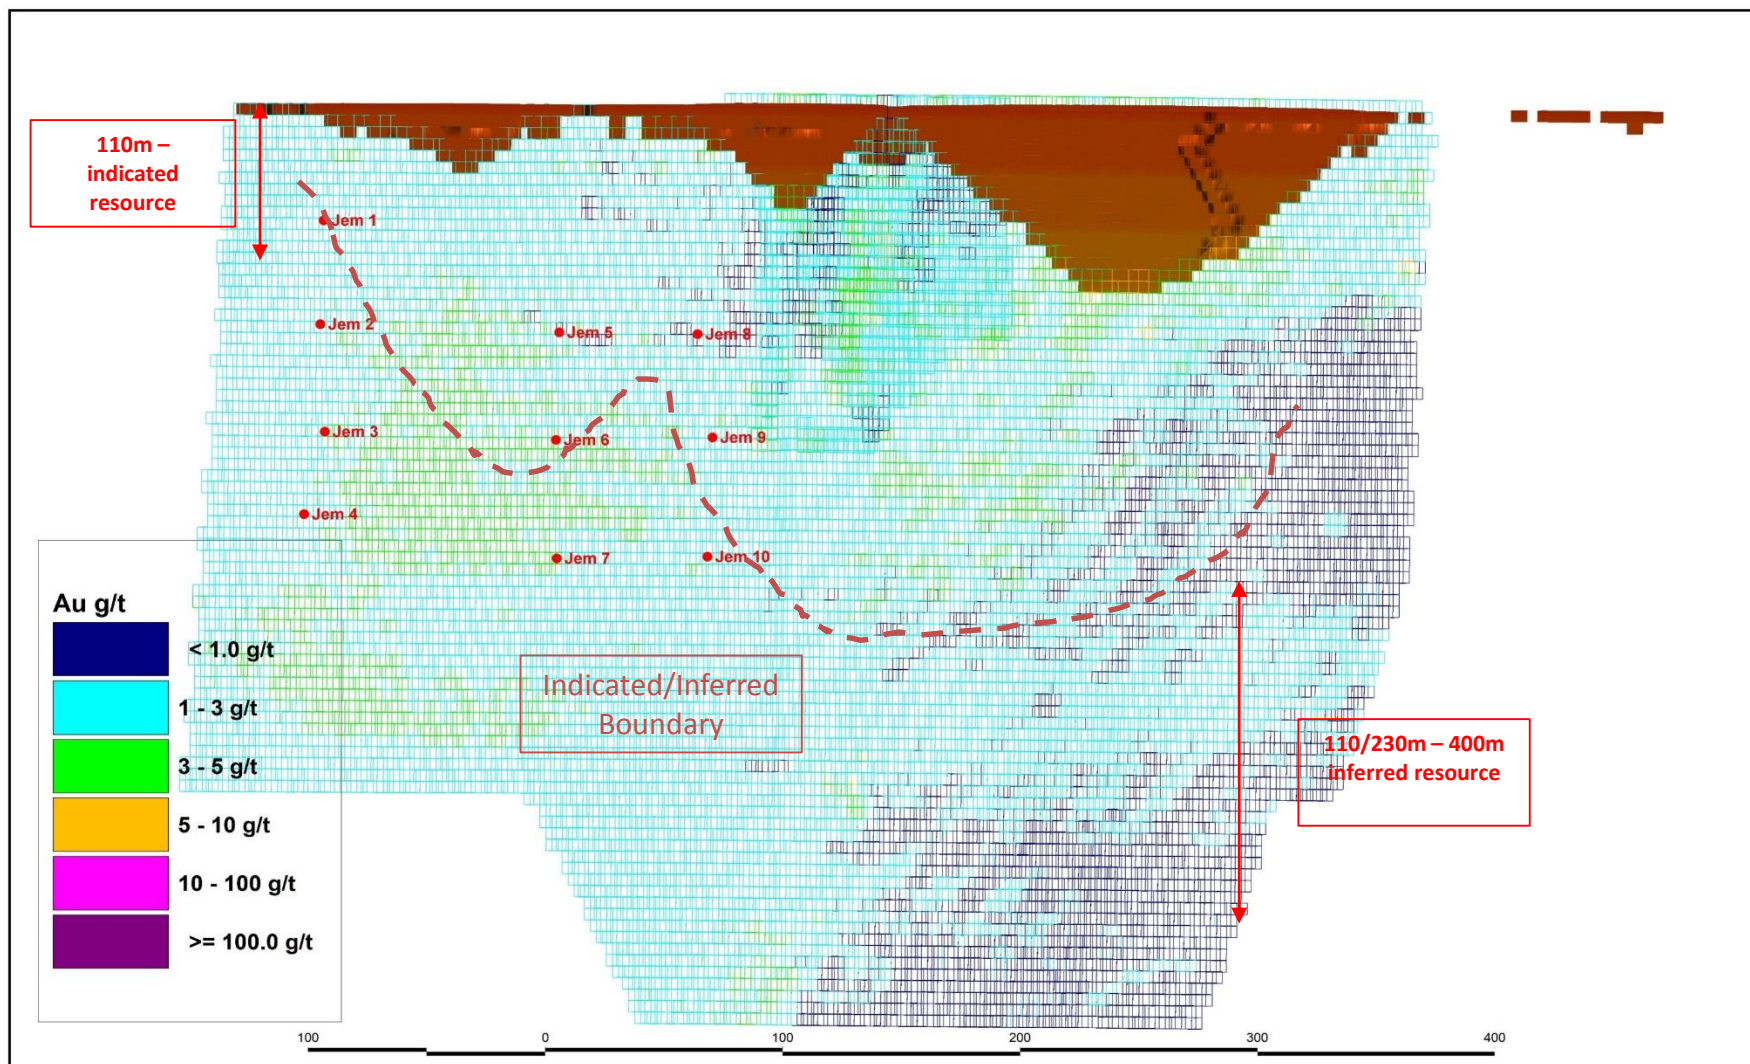 110m –
indicated
resource
Jem 1
Jem 2
Jem 5
Jem 8
Jem 3
Jem 6
Jem 9
Jem 4
Jem 7
Jem 10
Au g/t
< 1.0 g/t
1 - 3 g/t
3 - 5 g/t
5 - 10 g/t
10 - 100 g/t
>= 100.0 g/t
Indicated/Inferred
Boundary
110/230m – 400m
inferred resource
100 0 100 200 300 400